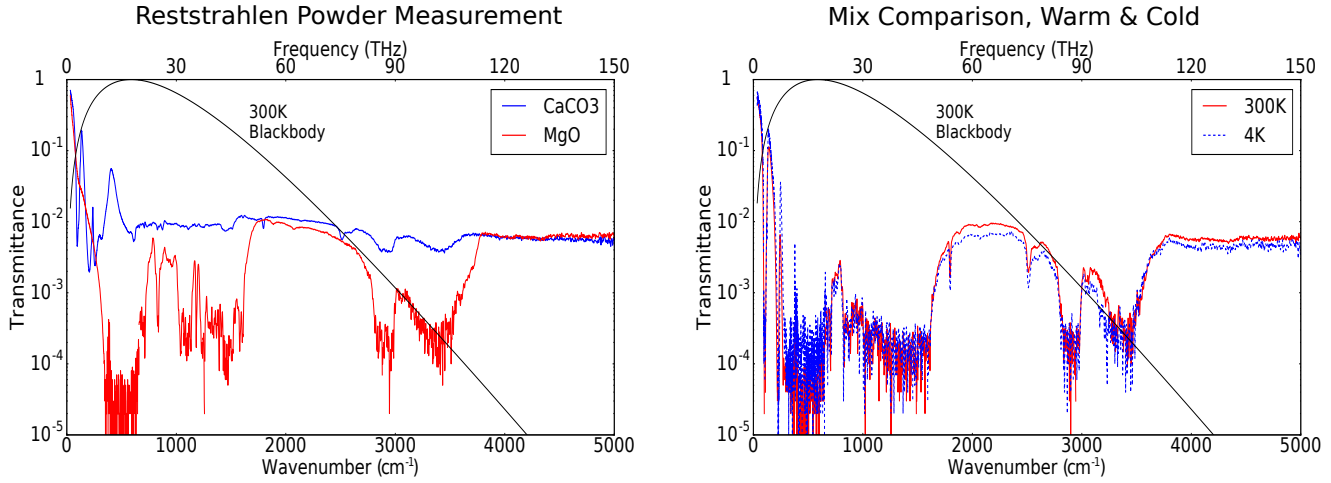 Reststrahlen Powder Measurement
Frequency (THz)
0 30 60 90 120 150
1
10⁻¹
10⁻²
10⁻³
10⁻⁴
10⁻⁵
Transmittance
300K
Blackbody
CaCO3
MgO
0 1000 2000 3000 4000 5000
Wavenumber (cm⁻¹)
Mix Comparison, Warm & Cold
Frequency (THz)
0 30 60 90 120 150
1
10⁻¹
10⁻²
10⁻³
10⁻⁴
10⁻⁵
Transmittance
300K
Blackbody
300K
4K
0 1000 2000 3000 4000 5000
Wavenumber (cm⁻¹)